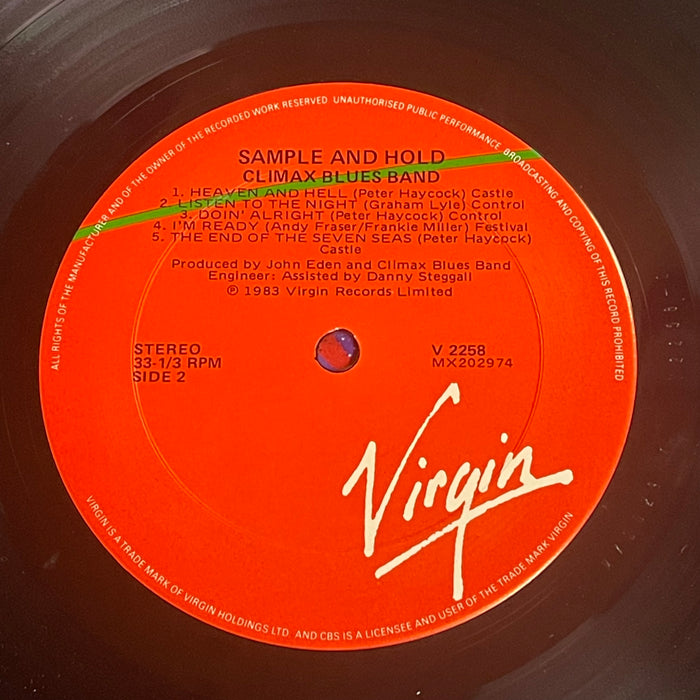 ALL RIGHTS OF THE MANUFACTURER AND OF THE OWNER OF THE RECORDED WORK RESERVED. UNAUTHORISED PUBLIC PERFORMANCE, BROADCASTING AND COPYING OF THIS RECORD PROHIBITED
SAMPLE AND HOLD
CLIMAX BLUES BAND
1. HEAVEN AND HELL (Peter Haycock) Castle
2. LISTEN TO THE NIGHT (Graham Lyle) Control
3. DOIN' ALRIGHT (Peter Haycock) Control
4. I'M READY (Andy Fraser/Frankie Miller) Festival
5. THE END OF THE SEVEN SEAS (Peter Haycock)
Castle
Produced by John Eden and Climax Blues Band
Engineer: Assisted by Danny Steggall
℗ 1983 Virgin Records Limited
STEREO
33-1/3 RPM
SIDE 2
V 2258
MX202974
Virgin
VIRGIN IS A TRADE MARK OF VIRGIN HOLDINGS LTD. AND CBS IS A LICENSEE AND USER OF THE TRADE MARK VIRGIN